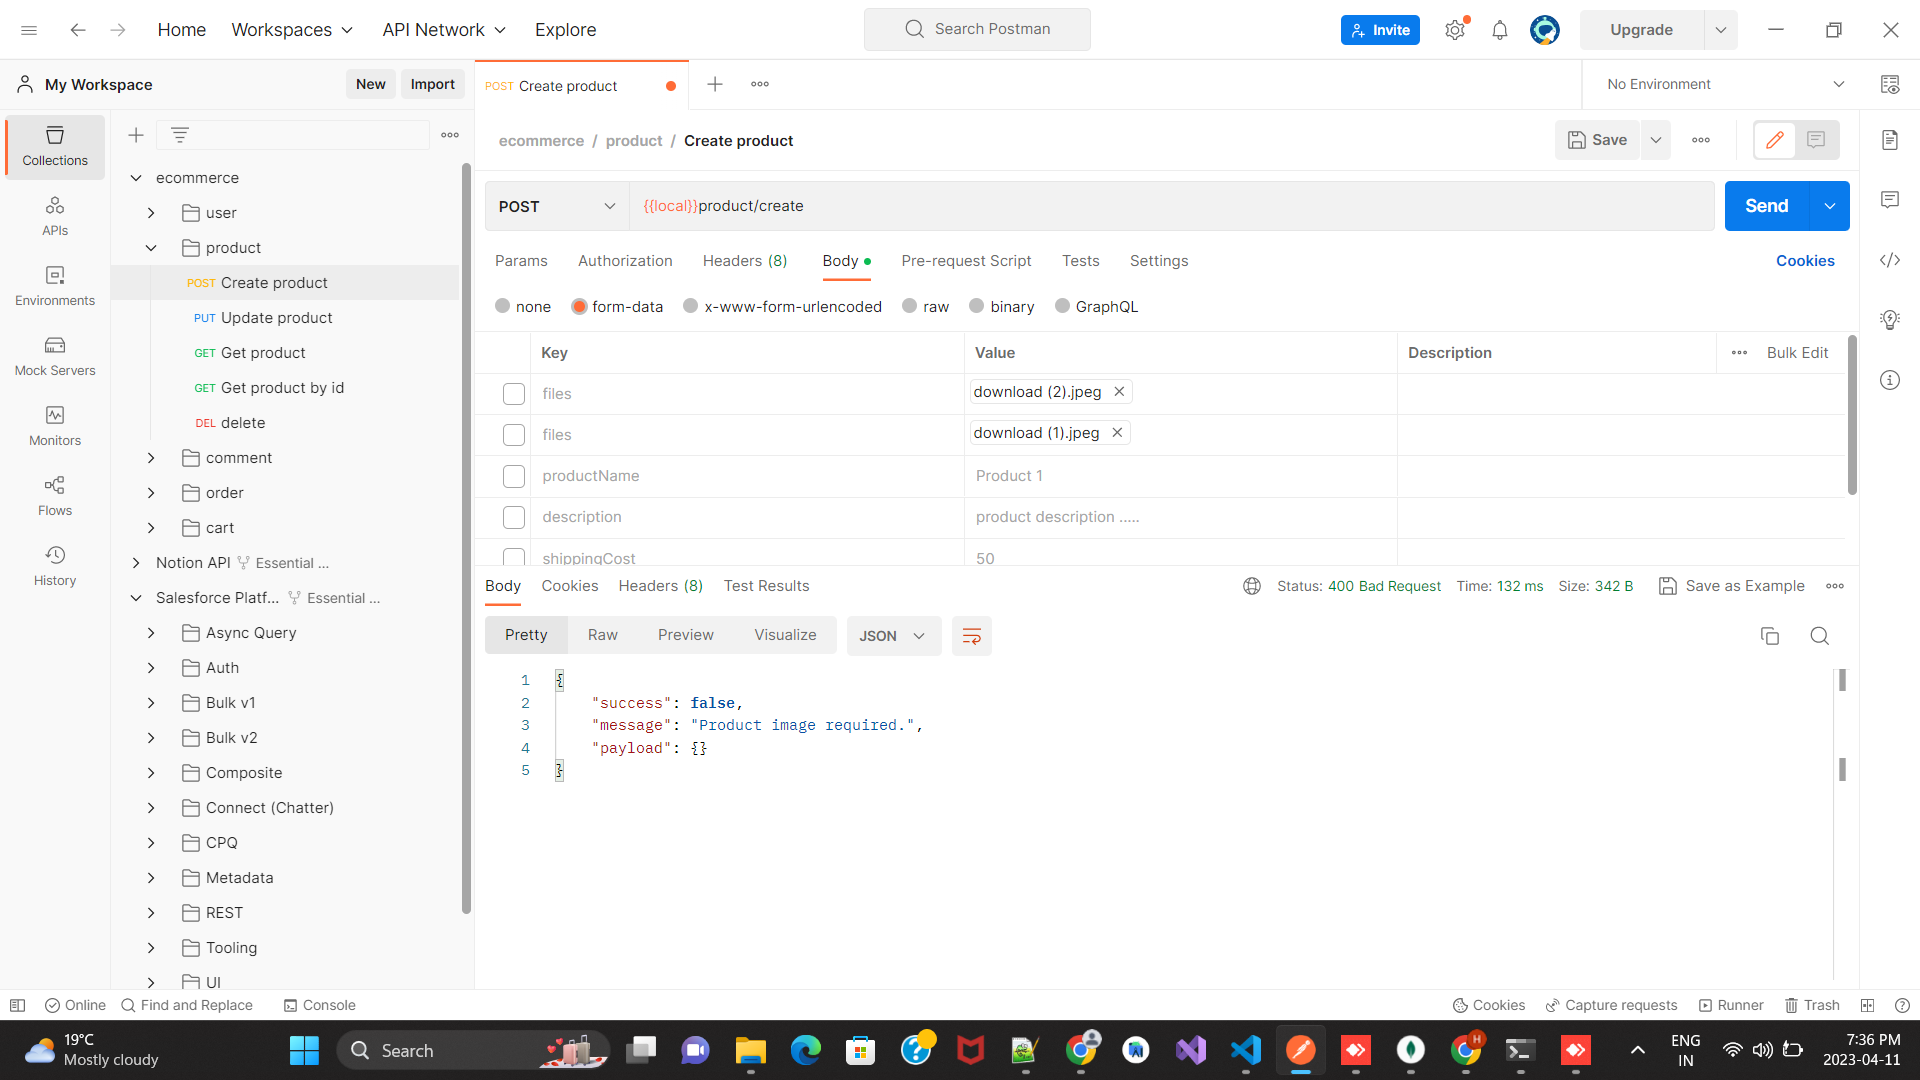 Home
Workspaces
API Network
Explore
Search Postman
Invite
Upgrade
My Workspace
New
Import
POST Create product
No Environment
Collections
APIs
Environments
Mock Servers
Monitors
Flows
History
ecommerce
user
product
POST Create product
PUT Update product
GET Get product
GET Get product by id
DEL delete
comment
order
cart
Notion API Essential ...
Salesforce Platf... Essential ...
Async Query
Auth
Bulk v1
Bulk v2
Composite
Connect (Chatter)
CPQ
Metadata
REST
Tooling
UI
ecommerce / product / Create product
Save
POST
{{local}}product/create
Send
Params
Authorization
Headers (8)
Body
Pre-request Script
Tests
Settings
Cookies
none
form-data
x-www-form-urlencoded
raw
binary
GraphQL
Key
Value
Description
Bulk Edit
files
download (2).jpeg
files
download (1).jpeg
productName
Product 1
description
product description .....
shippingCost
50
Body
Cookies
Headers (8)
Test Results
Status: 400 Bad Request
Time: 132 ms
Size: 342 B
Save as Example
Pretty
Raw
Preview
Visualize
JSON
1 {
2 "success": false,
3 "message": "Product image required.",
4 "payload": {}
5 }
Online
Find and Replace
Console
Cookies
Capture requests
Runner
Trash
19°C
Mostly cloudy
Search
H
ENG
IN
7:36 PM
2023-04-11